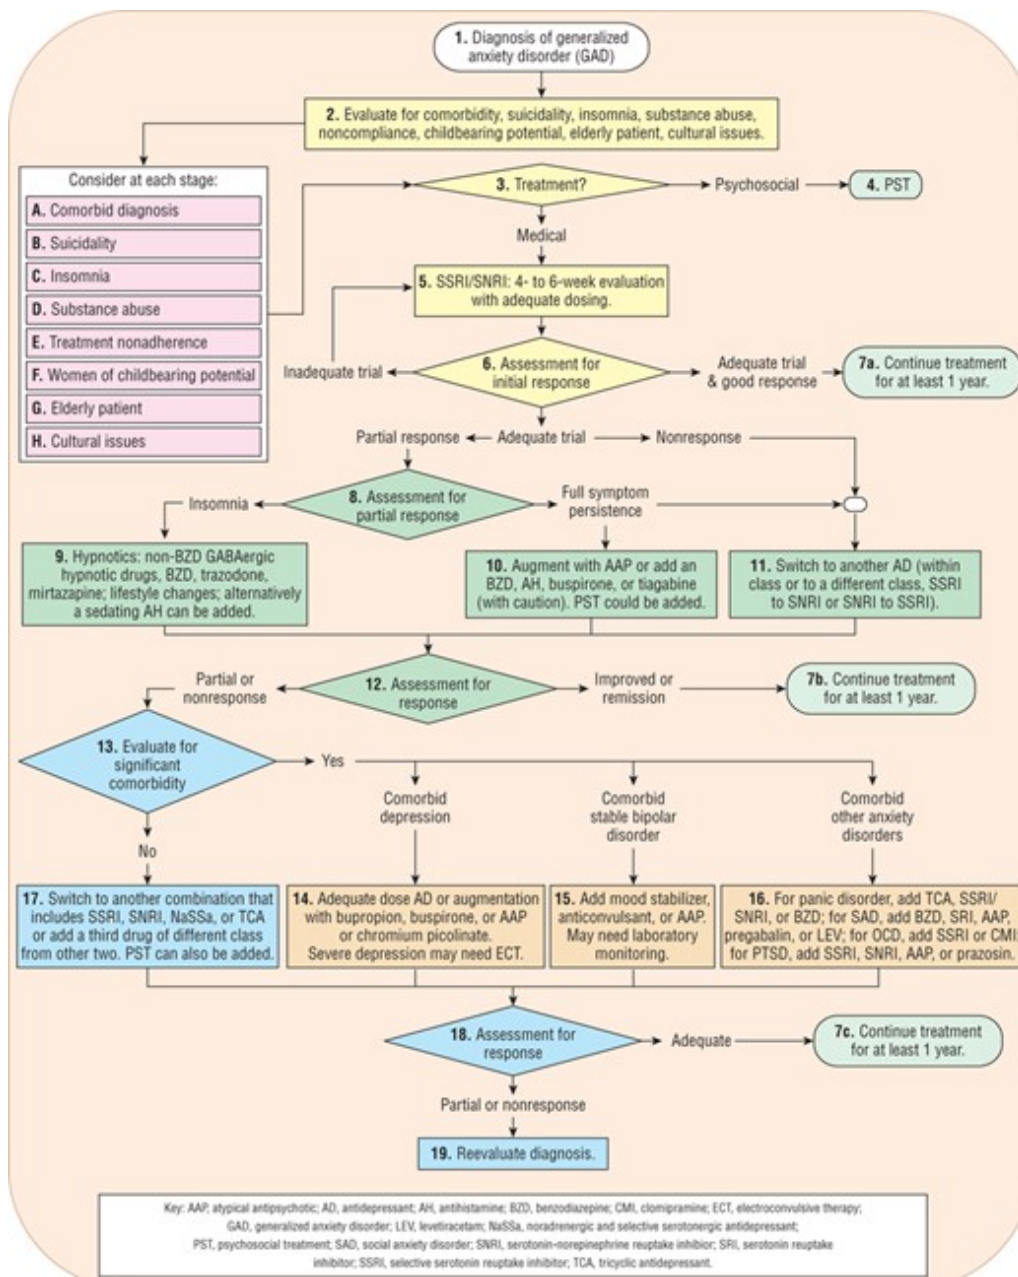 1. Diagnosis of generalized
anxiety disorder (GAD)
2. Evaluate for comorbidity, suicidality, insomnia, substance abuse,
noncompliance, childbearing potential, elderly patient, cultural issues.
Consider at each stage:
A. Comorbid diagnosis
B. Suicidality
C. Insomnia
D. Substance abuse
E. Treatment nonadherence
F. Women of childbearing potential
G. Elderly patient
H. Cultural issues
3. Treatment?
Psychosocial
4. PST
Medical
5. SSRI/SNRI: 4- to 6-week evaluation
with adequate dosing.
Inadequate trial
6. Assessment for
initial response
Adequate trial
& good response
7a. Continue treatment
for at least 1 year.
Partial response
Adequate trial
Nonresponse
Insomnia
8. Assessment for
partial response
Full symptom
persistence
9. Hypnotics: non-BZD GABAergic
hypnotic drugs, BZD, trazodone,
mirtazapine; lifestyle changes; alternatively
a sedating AH can be added.
10. Augment with AAP or add an
BZD, AH, buspirone, or tiagabine
(with caution). PST could be added.
11. Switch to another AD (within
class or to a different class, SSRI
to SNRI or SNRI to SSRI).
Partial or
nonresponse
12. Assessment for
response
Improved or
remission
7b. Continue treatment
for at least 1 year.
13. Evaluate for
significant
comorbidity
Yes
Comorbid
depression
Comorbid
stable bipolar
disorder
Comorbid
other anxiety
disorders
No
17. Switch to another combination that
includes SSRI, SNRI, NaSSa, or TCA
or add a third drug of different class
from other two. PST can also be added.
14. Adequate dose AD or augmentation
with bupropion, buspirone, or AAP
or chromium picolinate.
Severe depression may need ECT.
15. Add mood stabilizer,
anticonvulsant, or AAP.
May need laboratory
monitoring.
16. For panic disorder, add TCA, SSRI/
SNRI, or BZD; for SAD, add BZD, SRI, AAP,
pregabalin, or LEV; for OCD, add SSRI or CMI;
for PTSD, add SSRI, SNRI, AAP, or prazosin.
18. Assessment for
response
Adequate
7c. Continue treatment
for at least 1 year.
Partial or nonresponse
19. Reevaluate diagnosis.
Key: AAP, atypical antipsychotic; AD, antidepressant; AH, antihistamine; BZD, benzodiazepine; CMI, clomipramine; ECT, electroconvulsive therapy;
GAD, generalized anxiety disorder; LEV, levetiracetam; NaSSa, noradrenergic and selective serotonergic antidepressant;
PST, psychosocial treatment; SAD, social anxiety disorder; SNRI, serotonin-norepinephrine reuptake inhibior; SRI, serotonin reuptake
inhibitor; SSRI, selective serotonin reuptake inhibitor; TCA, tricyclic antidepressant.